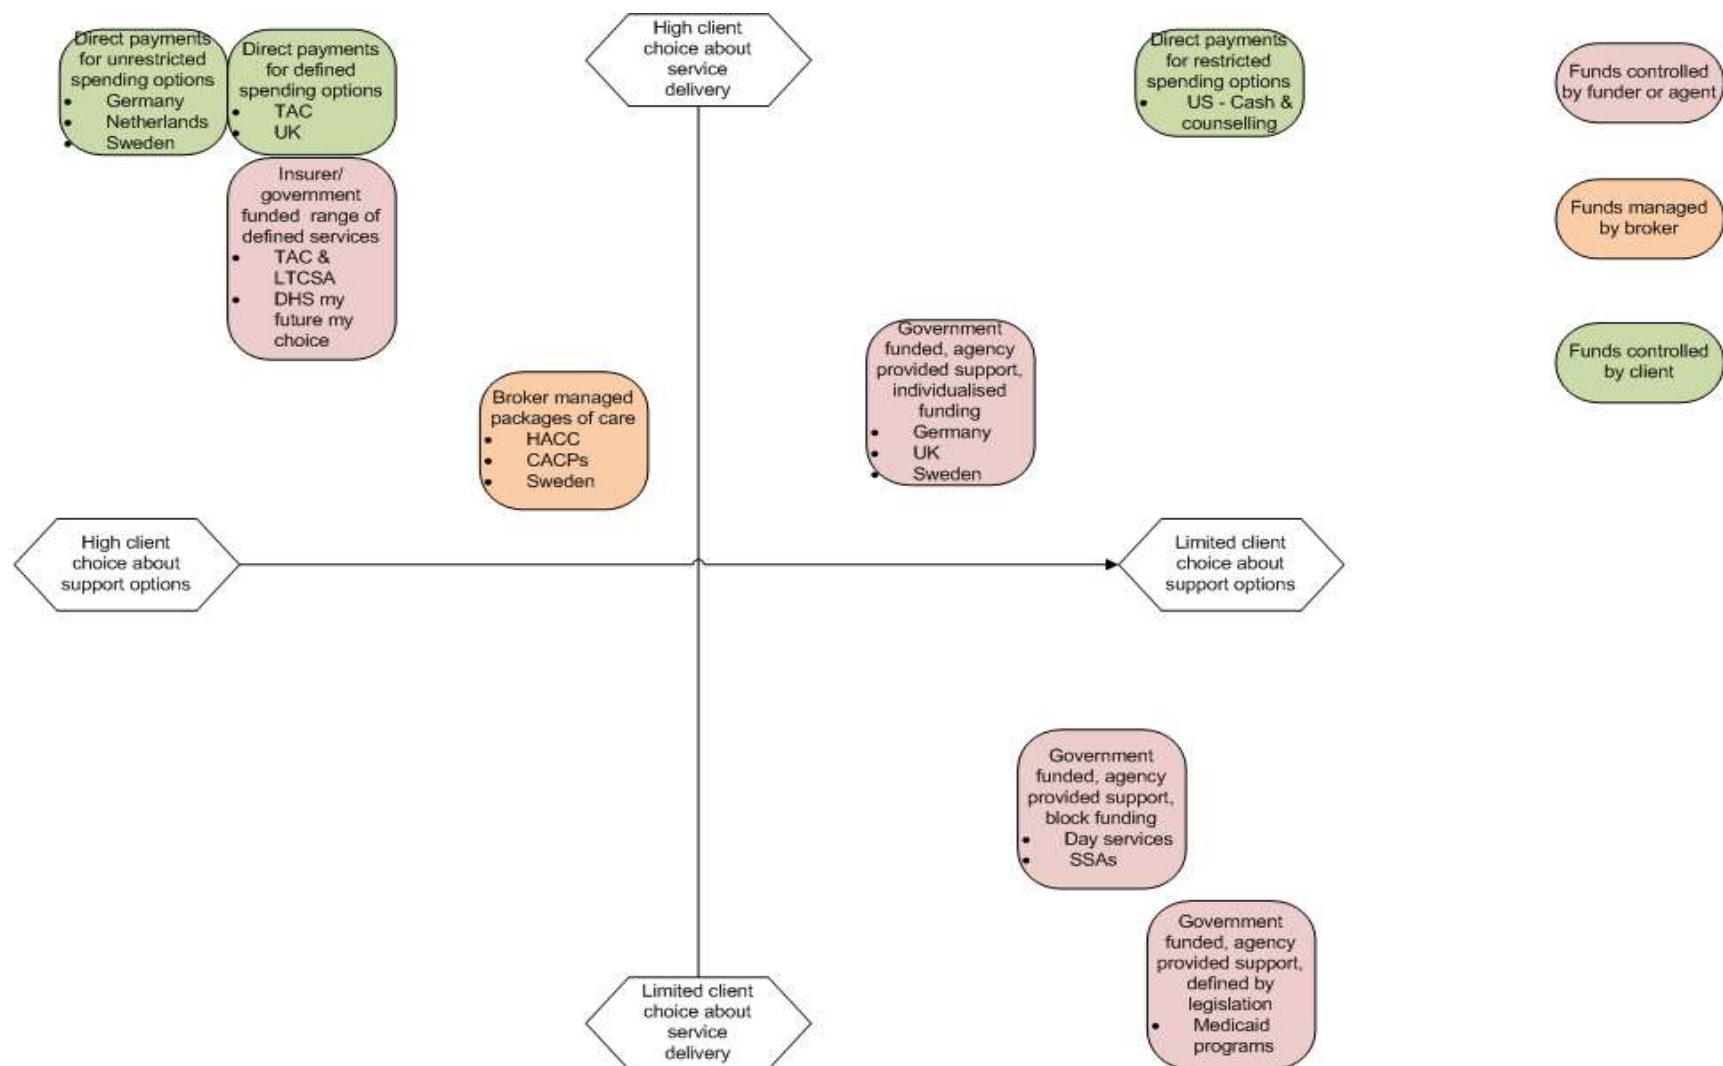 Direct payments
for unrestricted
spending options
• Germany
• Netherlands
• Sweden
Direct payments
for defined
spending options
• TAC
• UK
High client
choice about
service
delivery
Direct payments
for restricted
spending options
• US - Cash &
counselling
Funds controlled
by funder or agent
Insurer/
government
funded range of
defined services
• TAC &
LTCSA
• DHS my
future my
choice
Funds managed
by broker
Government
funded, agency
provided support,
individualised
funding
• Germany
• UK
• Sweden
Funds controlled
by client
Broker managed
packages of care
• HACC
• CACPs
• Sweden
High client
choice about
support options
Limited client
choice about
support options
Government
funded, agency
provided support,
block funding
• Day services
• SSAs
Government
funded, agency
provided support,
defined by
legislation
• Medicaid
programs
Limited client
choice about
service
delivery